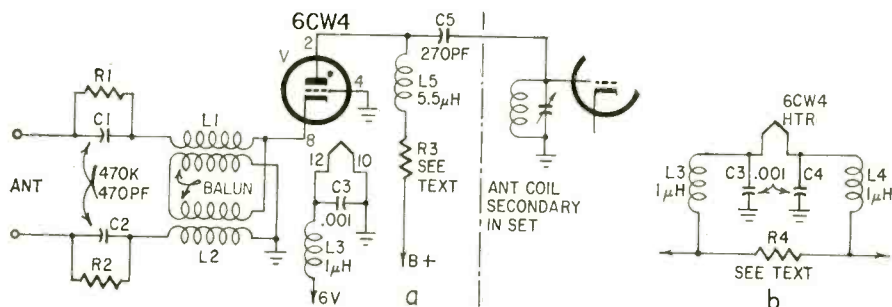 6CW4
R1
C1
L1
ANT
470K
470PF
BALUN
C2
L2
R2
V
2
4
8
12
10
C3
.001
L3
1μH
6V
C5
270PF
L5
5.5μH
R3
SEE
TEXT
B+
a
ANT COIL
SECONDARY
IN SET
6CW4
HTR
L3
1μH
C3
.001
C4
L4
1μH
R4
SEE TEXT
b